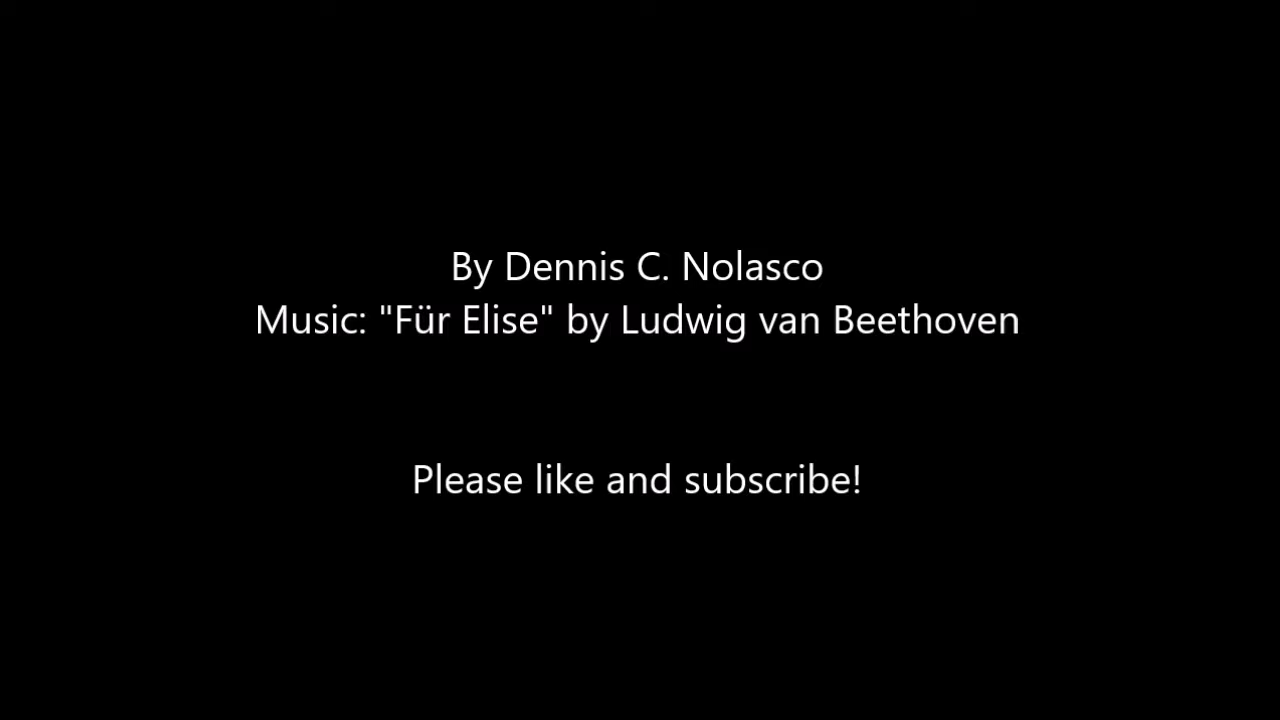 By Dennis C. Nolasco
Music: "Für Elise" by Ludwig van Beethoven
Please like and subscribe!